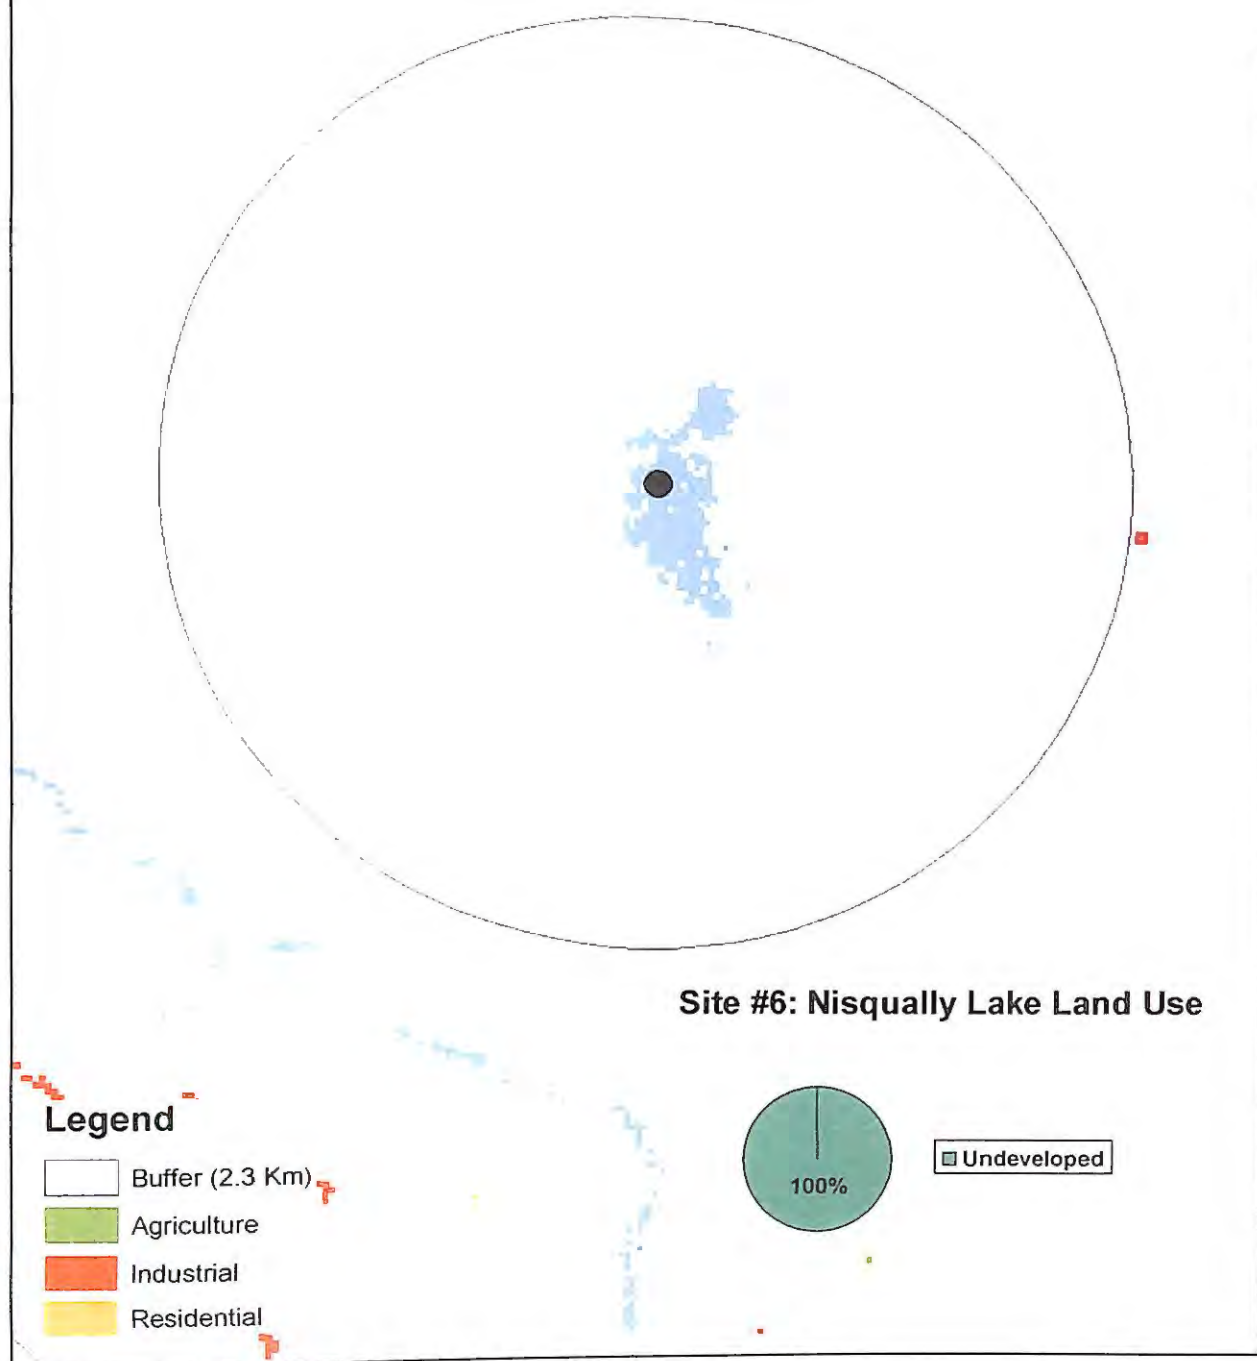 Site #6: Nisqually Lake Land Use
100%
Undeveloped
Legend
Buffer (2.3 Km)
Agriculture
Industrial
Residential